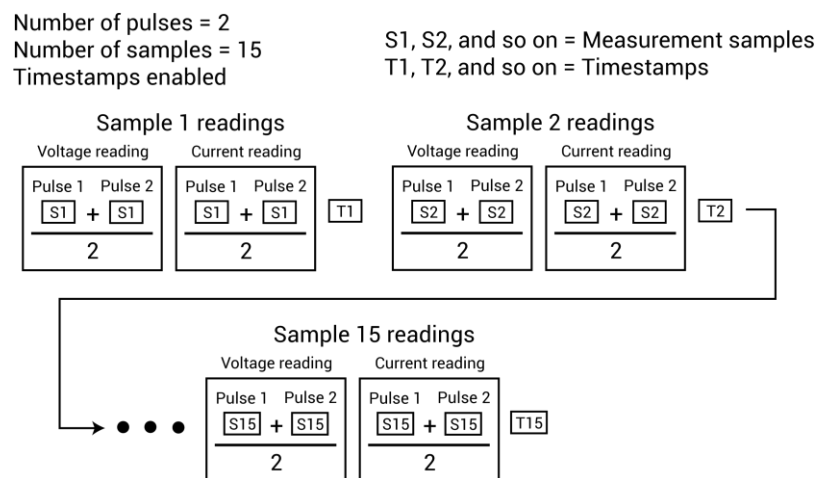 Number of pulses = 2
Number of samples = 15
Timestamps enabled
S1, S2, and so on = Measurement samples
T1, T2, and so on = Timestamps
Sample 1 readings
Voltage reading Current reading
Pulse 1 Pulse 2 Pulse 1 Pulse 2
S1 + S1 S1 + S1 T1
2 2
Sample 2 readings
Voltage reading Current reading
Pulse 1 Pulse 2 Pulse 1 Pulse 2
S2 + S2 S2 + S2 T2
2 2
Sample 15 readings
Voltage reading Current reading
Pulse 1 Pulse 2 Pulse 1 Pulse 2
S15 + S15 S15 + S15 T15
2 2